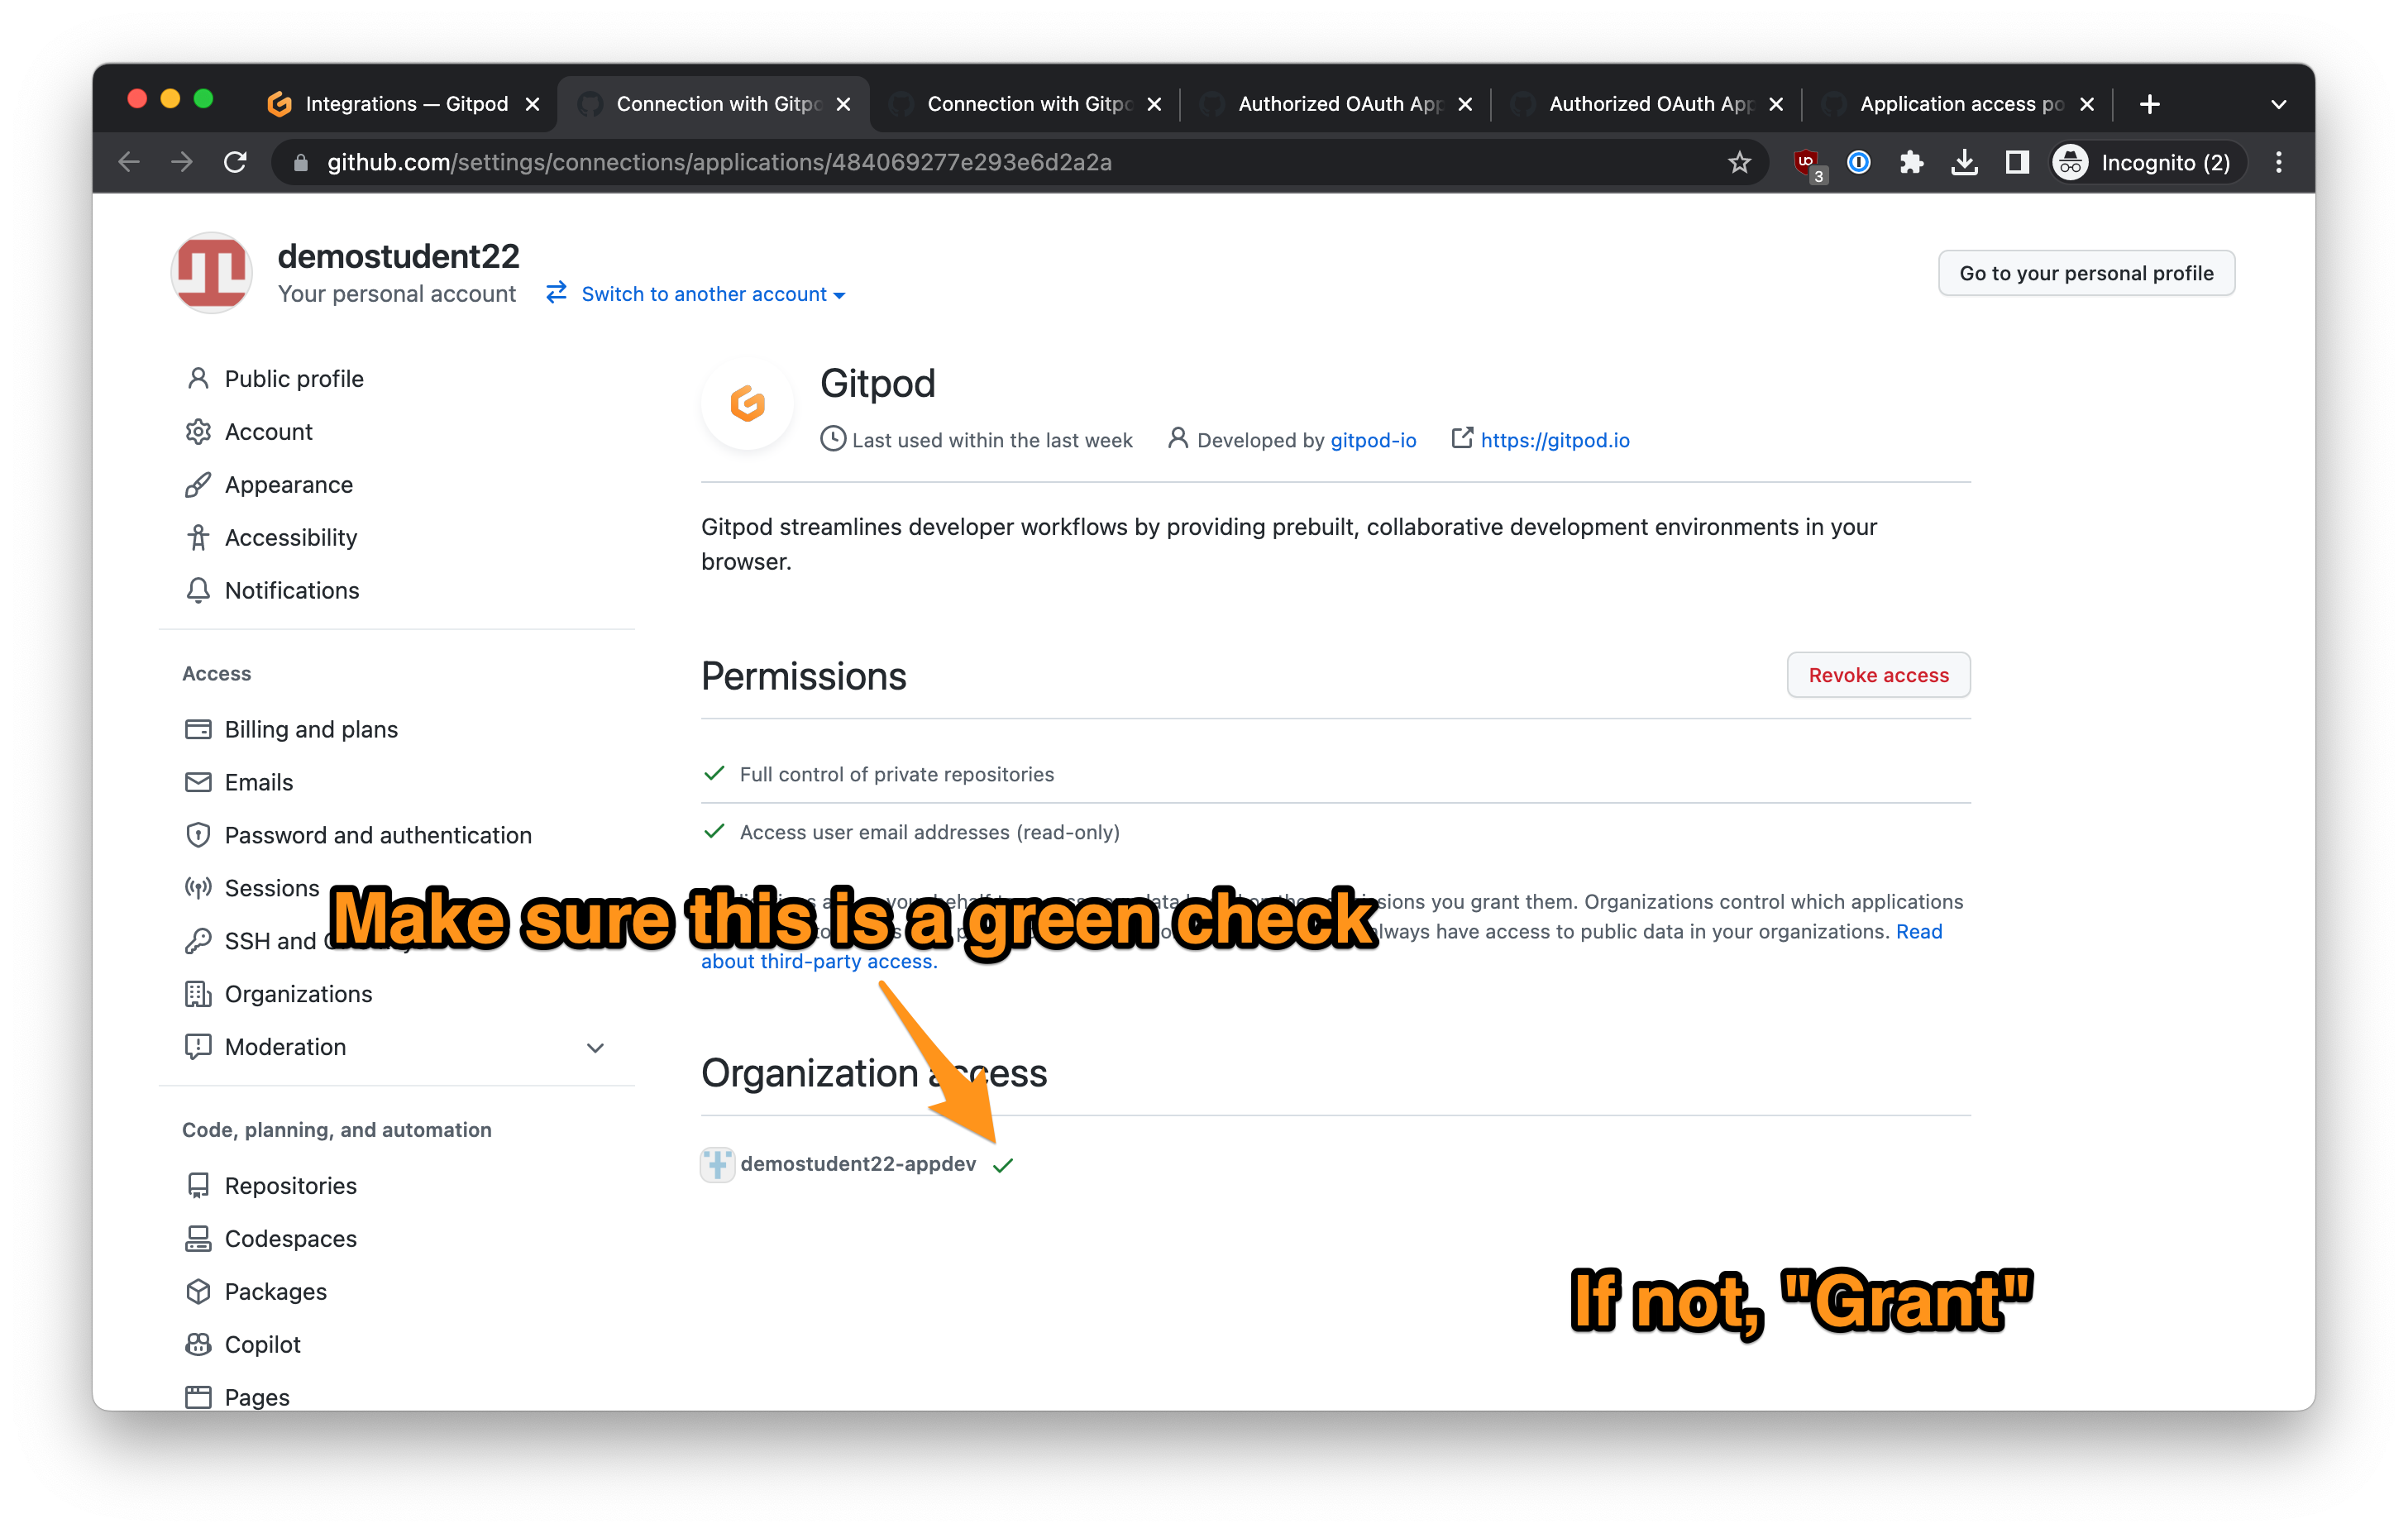 Integrations — Gitpod
Connection with Gitpo
Connection with Gitpo
Authorized OAuth App
Authorized OAuth App
Application access po
github.com/settings/connections/applications/484069277e293e6d2a2a
3
Incognito (2)
demostudent22
Your personal account
Switch to another account
Go to your personal profile
Public profile
Account
Appearance
Accessibility
Notifications
Access
Billing and plans
Emails
Password and authentication
Sessions
SSH and
Organizations
Moderation
Code, planning, and automation
Repositories
Codespaces
Packages
Copilot
Pages
Gitpod
Last used within the last week
Developed by gitpod-io
https://gitpod.io
Gitpod streamlines developer workflows by providing prebuilt, collaborative development environments in your
browser.
Permissions
Revoke access
Full control of private repositories
Access user email addresses (read-only)
you grant them. Organizations control which applications
Make sure this is a green check
have access to public data in your organizations. Read
about third-party access.
Organization access
demostudent22-appdev
If not, "Grant"